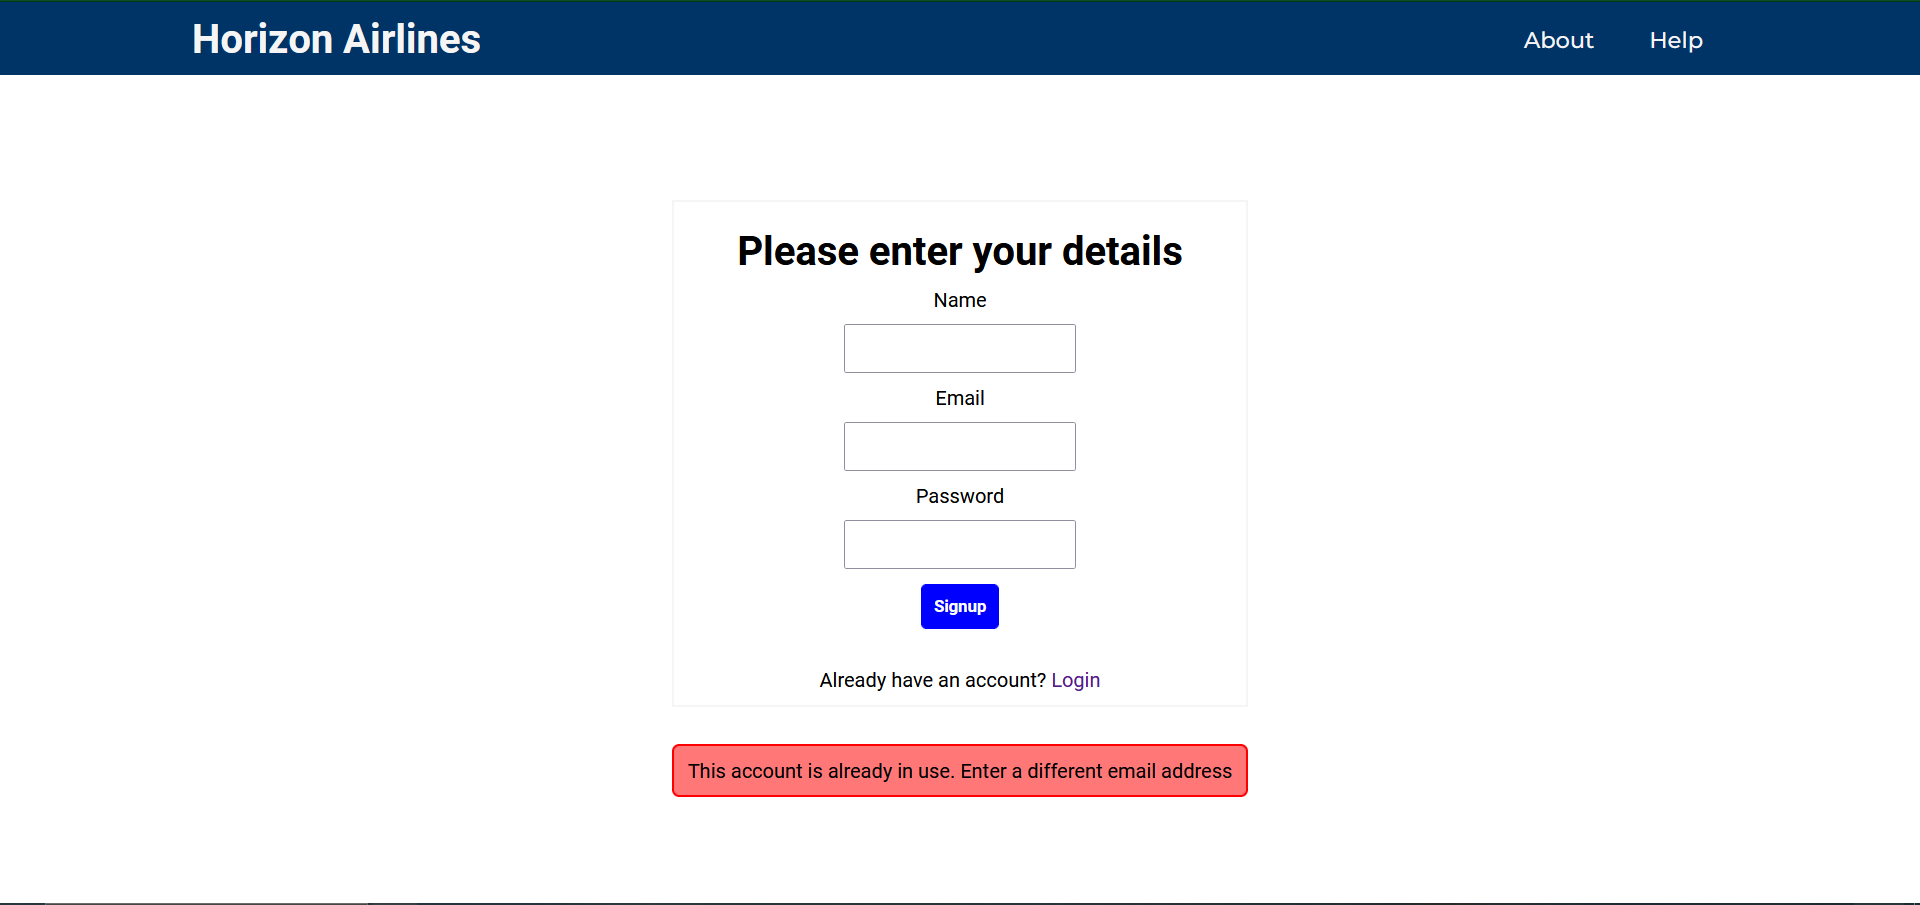 Horizon Airlines
About Help
Please enter your details
Name
Email
Password
Signup
Already have an account? Login
This account is already in use. Enter a different email address